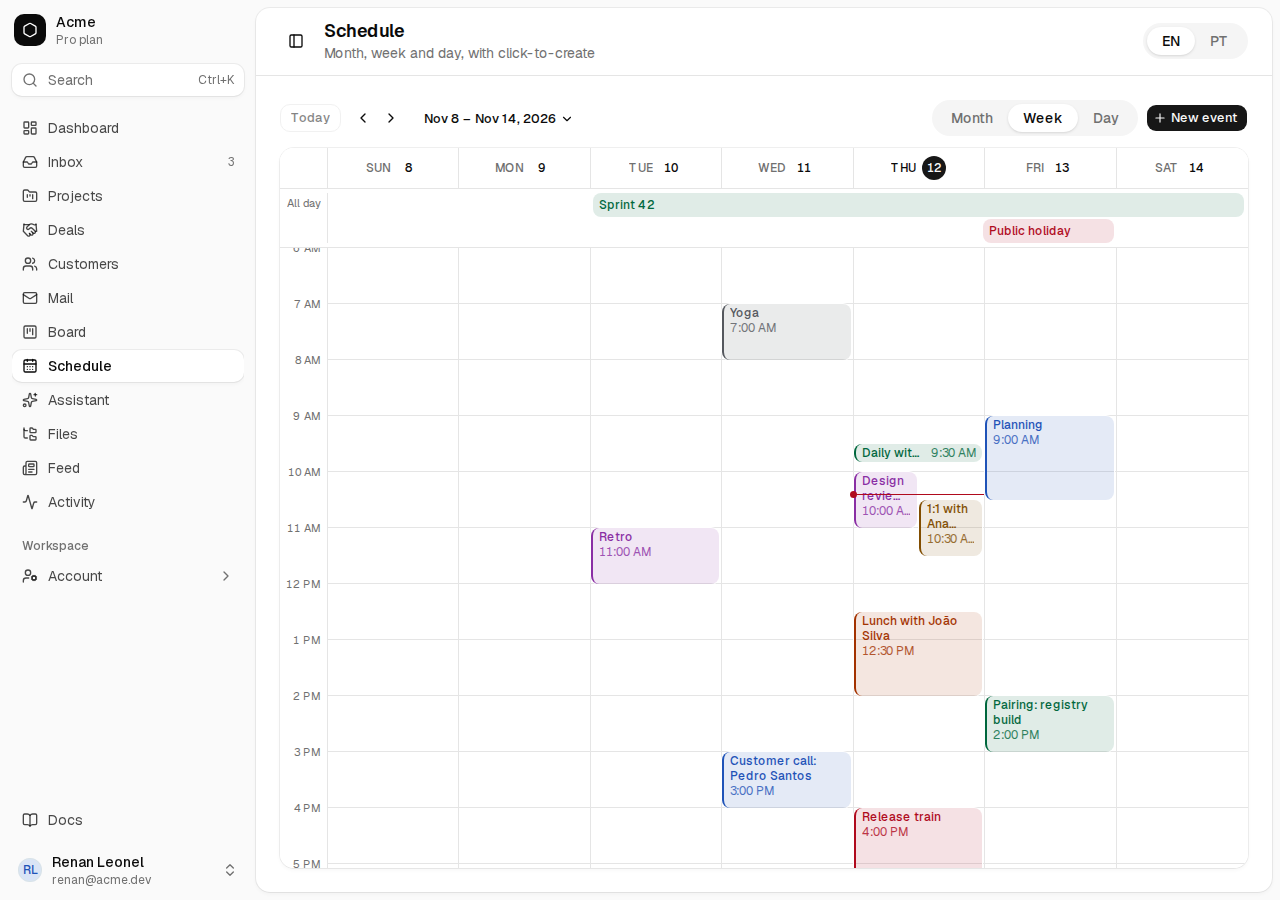 Acme
Pro plan
Search Ctrl+K
Dashboard
Inbox 3
Projects
Deals
Customers
Mail
Board
Schedule
Assistant
Files
Feed
Activity
Workspace
Account
Docs
RL
Renan Leonel
renan@acme.dev
Schedule
Month, week and day, with click-to-create
EN PT
Today
Nov 8 – Nov 14, 2026
Month Week Day
New event
SUN 8 MON 9 TUE 10 WED 11 THU 12 FRI 13 SAT 14
All day
Sprint 42
Public holiday
6 AM
7 AM
Yoga
7:00 AM
8 AM
9 AM
Planning
9:00 AM
Daily wit… 9:30 AM
10 AM
Design
revie…
10:00 A…
1:1 with
Ana…
10:30 A…
11 AM
Retro
11:00 AM
12 PM
Lunch with João
Silva
12:30 PM
1 PM
2 PM
Pairing: registry
build
2:00 PM
3 PM
Customer call:
Pedro Santos
3:00 PM
4 PM
Release train
4:00 PM
5 PM